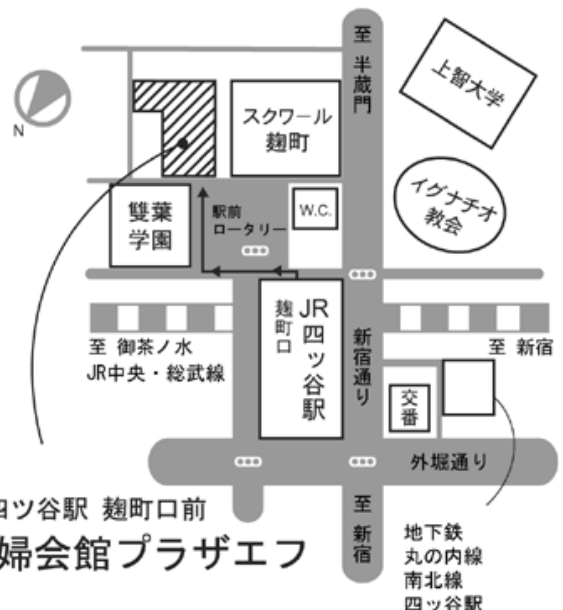 至 半蔵門
上智大学
スクワール
麹町
N
イグナチオ
教会
雙葉
学園
駅前
ロータリー
W.C.
麹町口
JR
四ッ谷駅
新宿通り
至 御茶ノ水
JR中央・総武線
至 新宿
交番
外堀通り
至 新宿
ツ谷駅 麹町口前
婦会館プラザエフ
地下鉄
丸の内線
南北線
四ッ谷駅